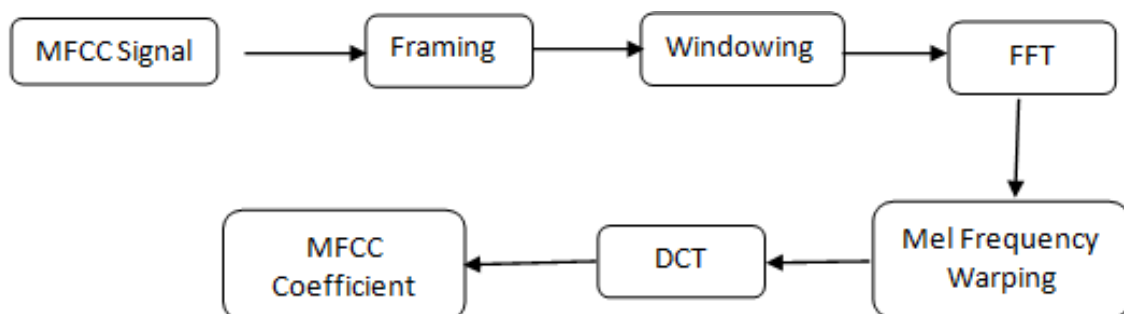 MFCC Signal
Framing
Windowing
FFT
Mel Frequency
Warping
DCT
MFCC
Coefficient